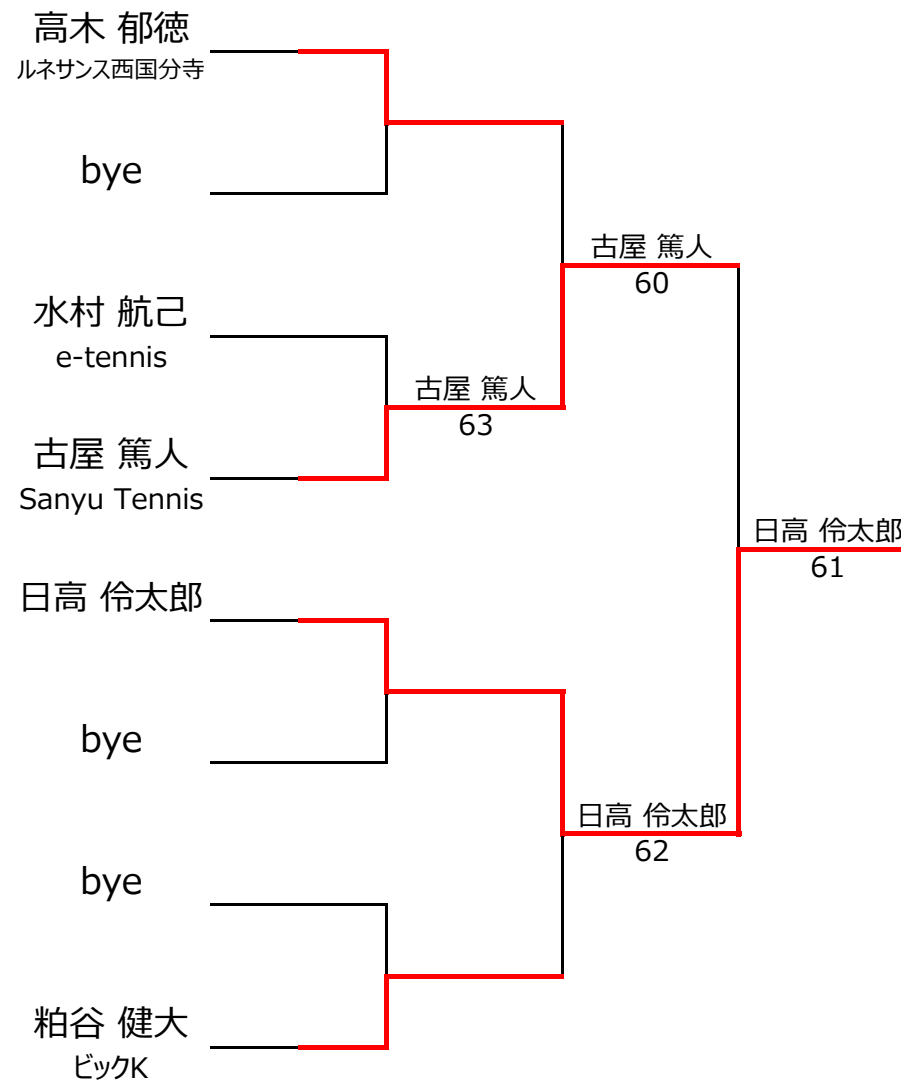 高木 郁徳
ルネサンス西国分寺
bye
水村 航己
e-tennis
古屋 篤人
Sanyu Tennis
日高 伶太郎
bye
bye
粕谷 健大
ビックK
古屋 篤人
63
古屋 篤人
60
日高 伶太郎
62
日高 伶太郎
61